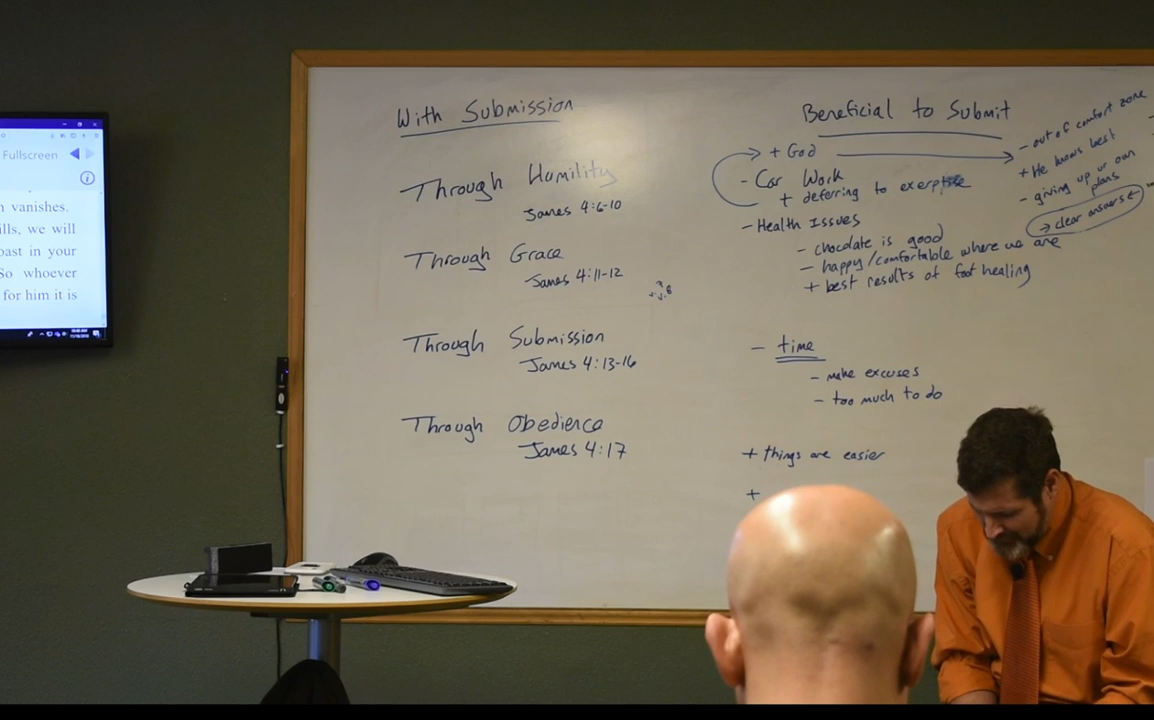 Fullscreen
vanishes.
ills, we will
oast in your
So whoever
for him it is
With Submission
Through Humility
James 4:6-10
Through Grace
James 4:11-12
Through Submission
James 4:13-16
Through Obedience
James 4:17
Beneficial to Submit
+ God
- Car Work
+ deferring to
- Health Issues
- chocolate is good
- happy/comfortable where we are
+ best results of foot healing
- time
- make excuses
- too much to do
+ things are easier
+
- out of comfort zone
+ He knows best
- giving up ur own
plans
→ clear answers